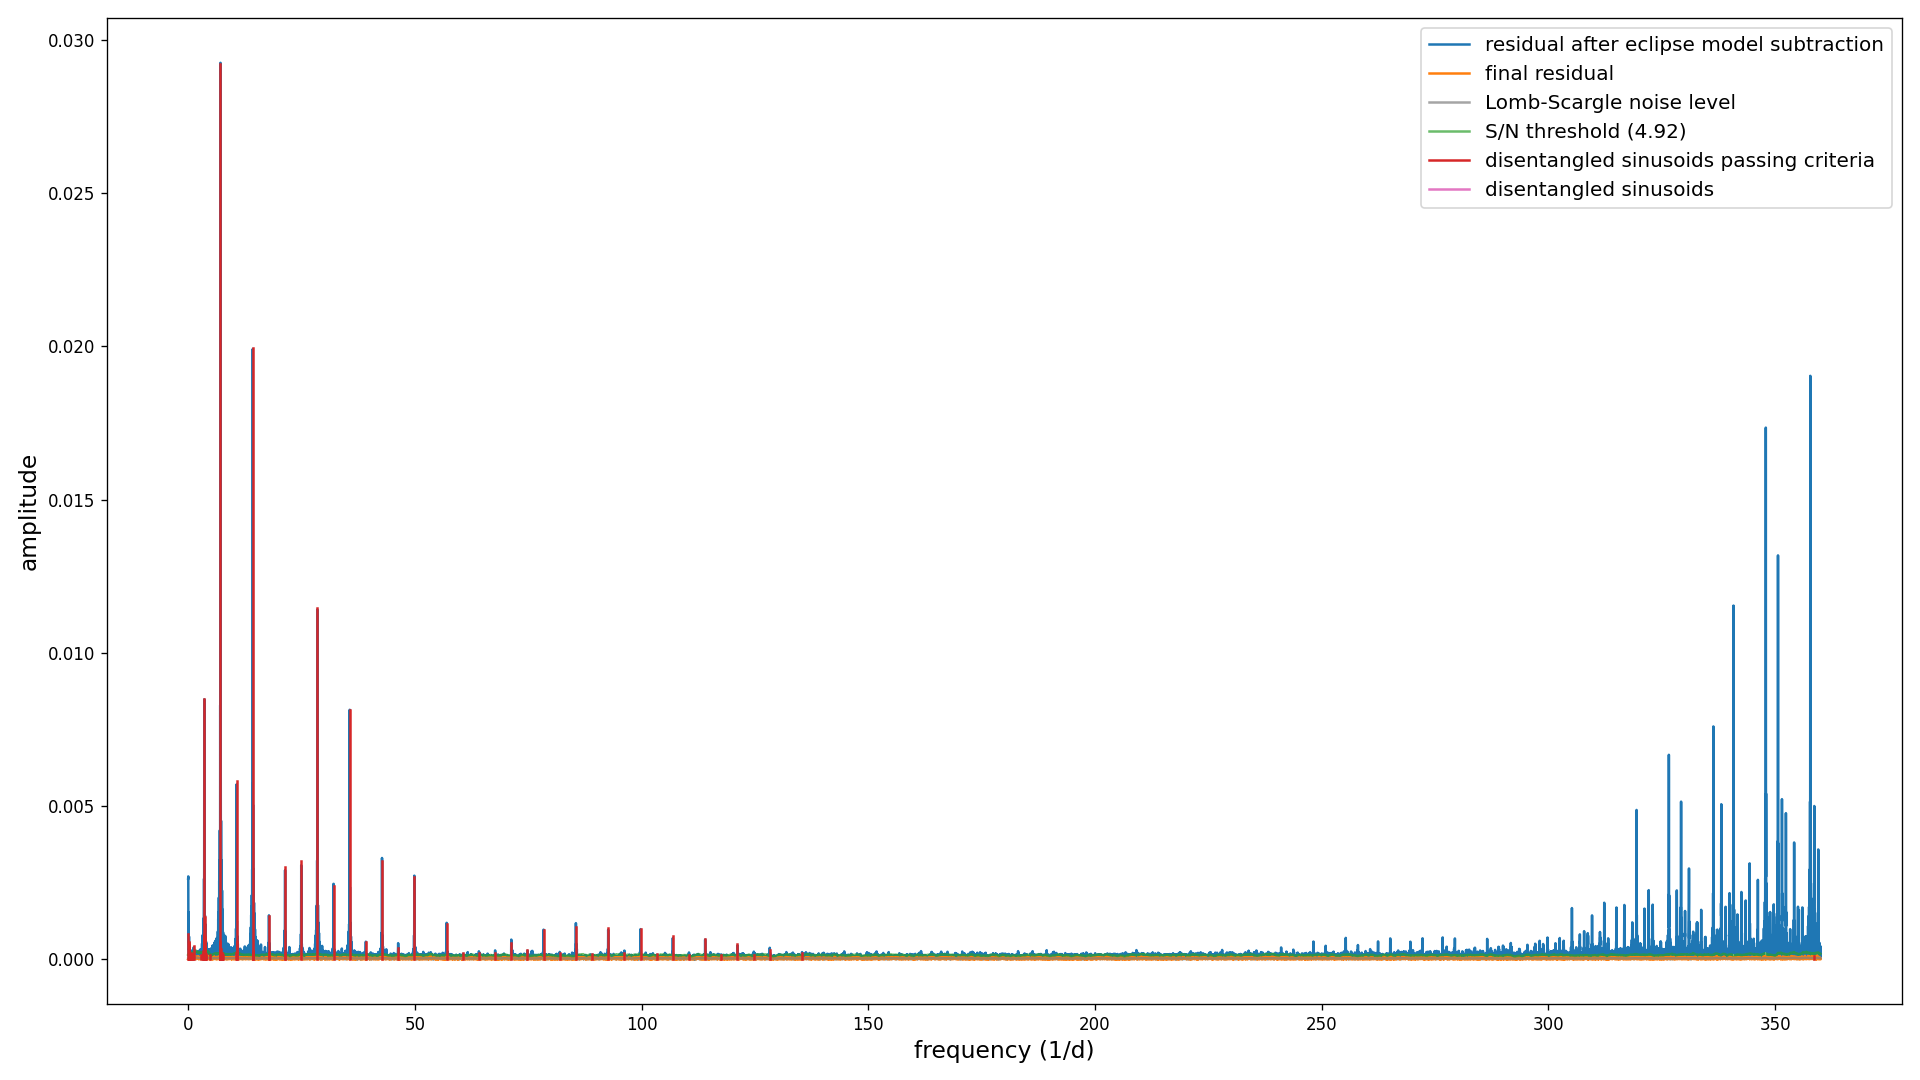 0.030
0.025
0.020
0.015
0.010
0.005
0.000
amplitude
0
50
100
150
200
250
300
350
frequency (1/d)
residual after eclipse model subtraction
final residual
Lomb-Scargle noise level
S/N threshold (4.92)
disentangled sinusoids passing criteria
disentangled sinusoids